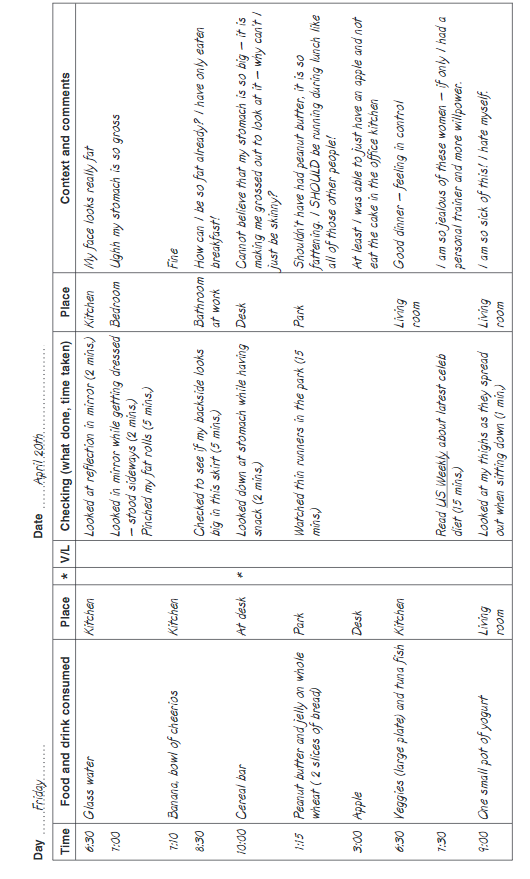 Day ......Friday.......... Date ......April 20th......................
Time Food and drink consumed Place * V/L Checking (what done, time taken) Place Context and comments
6:30 Glass water Kitchen Looked at reflection in mirror (2 mins.) Kitchen My face looks really fat
7:00 Looked in mirror while getting dressed Bedroom Ughh my stomach is so gross
– stood sideways (2 mins.)
Pinched my fat rolls (5 mins.)
7:10 Banana, bowl of cheerios Kitchen Fine
8:30 Checked to see if my backside looks Bathroom How can I be so fat already? I have only eaten
big in this skirt (5 mins.) at work breakfast!
10:00 Cereal bar At desk * Looked down at stomach while having Desk Cannot believe that my stomach is so big – it is
snack (2 mins.) making me grossed out to look at it – why can't I
just be skinny?
1:15 Peanut butter and jelly on whole Park Watched thin runners in the park (15 Park Shouldn't have had peanut butter, it is so
wheat ( 2 slices of bread) mins.) fattening. I SHOULD be running during lunch like
all of those other people!
3:00 Apple Desk At least I was able to just have an apple and not
eat the cake in the office kitchen
6:30 Veggies (large plate) and tuna fish Kitchen Living Good dinner – feeling in control
room
7:30 Read US Weekly about latest celeb I am so jealous of these women – if only I had a
diet (15 mins.) personal trainer and more willpower.
9:00 One small pot of yogurt Living Looked at my thighs as they spread Living I am so sick of this! I hate myself.
room out when sitting down (1 min.) room